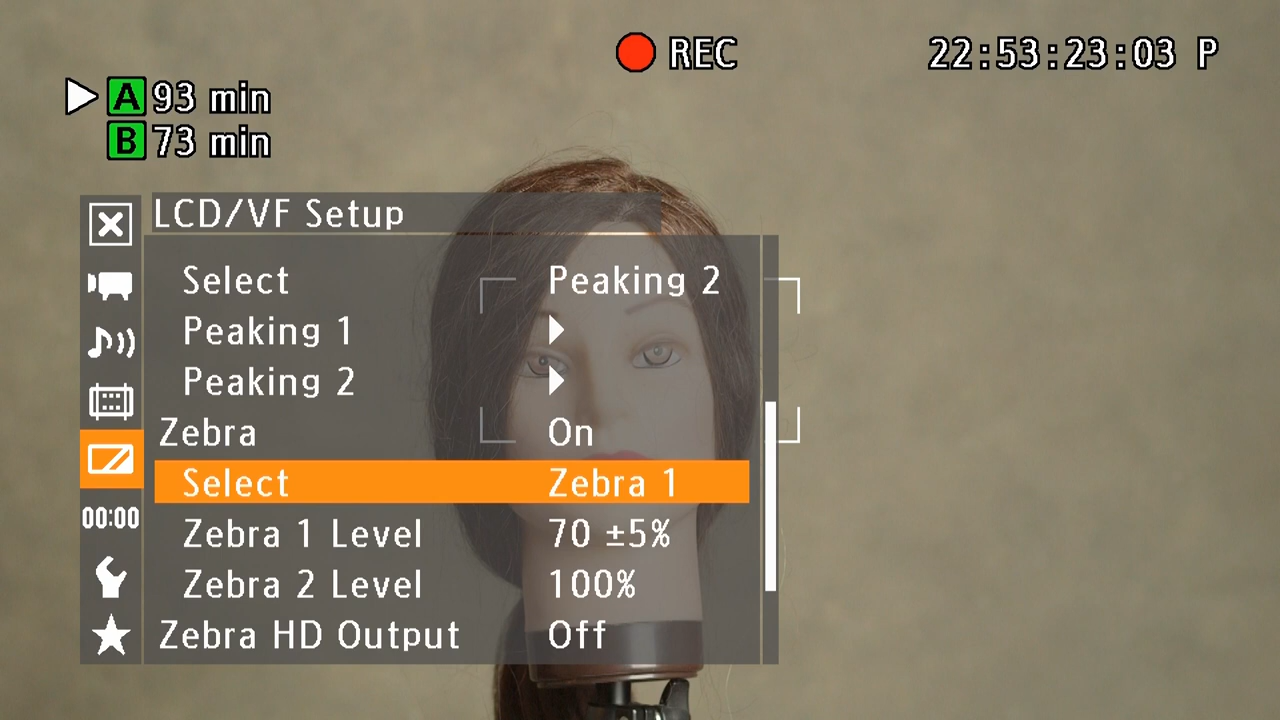 REC
22:53:23:03 P
A 93 min
B 73 min
LCD/VF Setup
Select Peaking 2
Peaking 1
Peaking 2
Zebra On
Select Zebra 1
Zebra 1 Level 70 ±5%
Zebra 2 Level 100%
00:00
Zebra HD Output Off